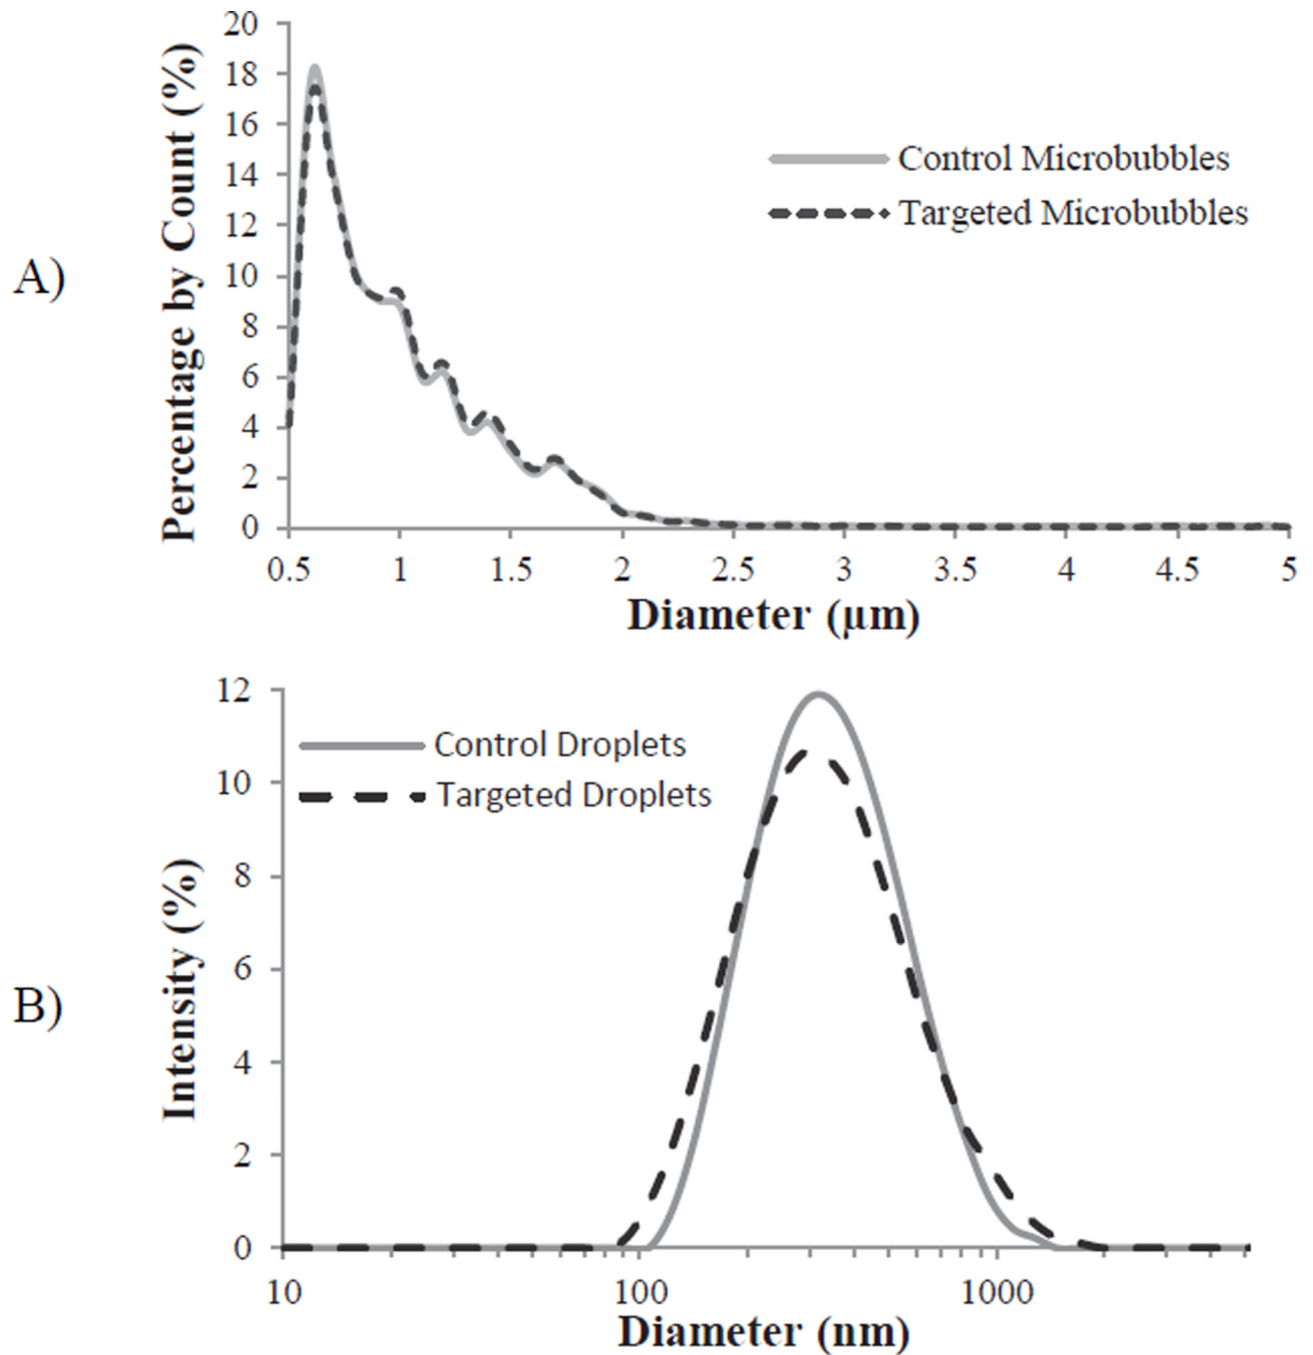 A)
Percentage by Count (%)
20
18
16
14
12
10
8
6
4
2
0
Control Microbubbles
Targeted Microbubbles
0.5 1 1.5 2 2.5 3 3.5 4 4.5 5
Diameter (μm)
B)
Intensity (%)
12
10
8
6
4
2
0
Control Droplets
Targeted Droplets
10 100 1000
Diameter (nm)